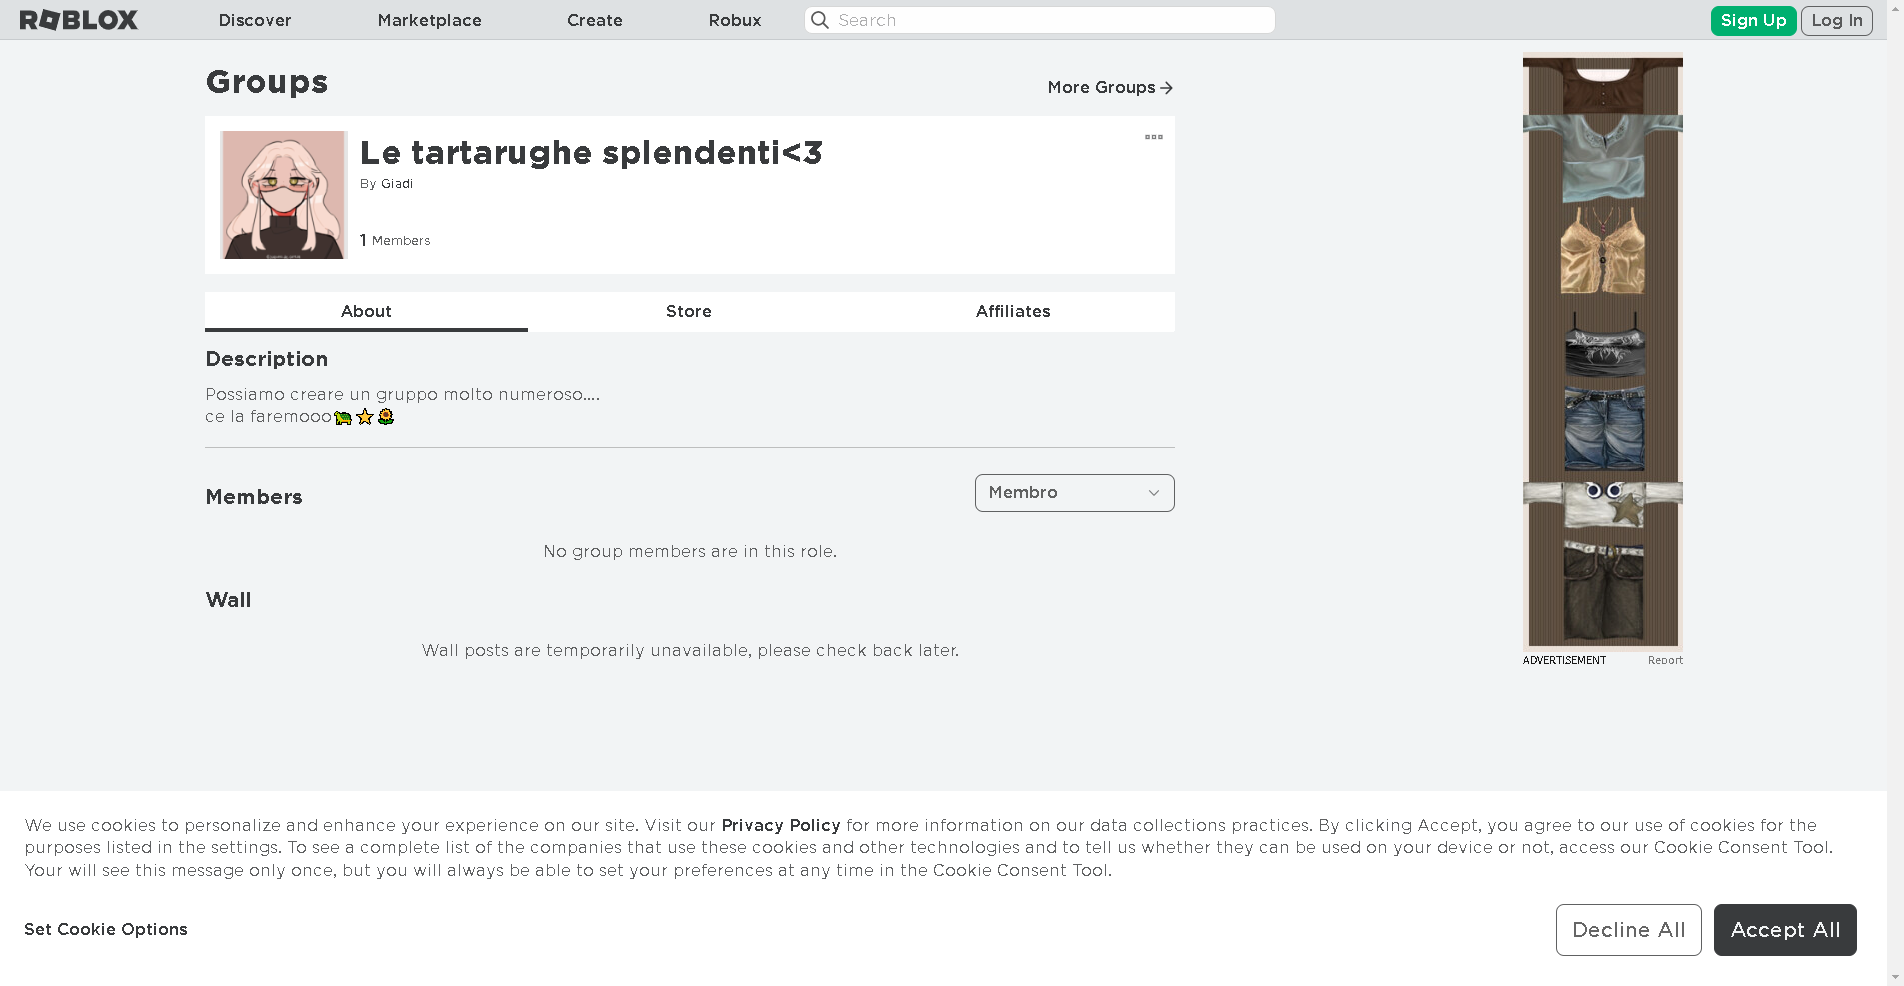 ROBLOX Discover Marketplace Create Robux Search Sign Up Log In
Groups
More Groups
Le tartarughe splendenti<3
By Giadi
1 Members
About Store Affiliates
Description
Possiamo creare un gruppo molto numeroso....
ce la faremooo🐢⭐🌻
Members
Membro
No group members are in this role.
Wall
Wall posts are temporarily unavailable, please check back later.
ADVERTISEMENT Report
We use cookies to personalize and enhance your experience on our site. Visit our Privacy Policy for more information on our data collections practices. By clicking Accept, you agree to our use of cookies for the
purposes listed in the settings. To see a complete list of the companies that use these cookies and other technologies and to tell us whether they can be used on your device or not, access our Cookie Consent Tool.
Your will see this message only once, but you will always be able to set your preferences at any time in the Cookie Consent Tool.
Set Cookie Options
Decline All
Accept All